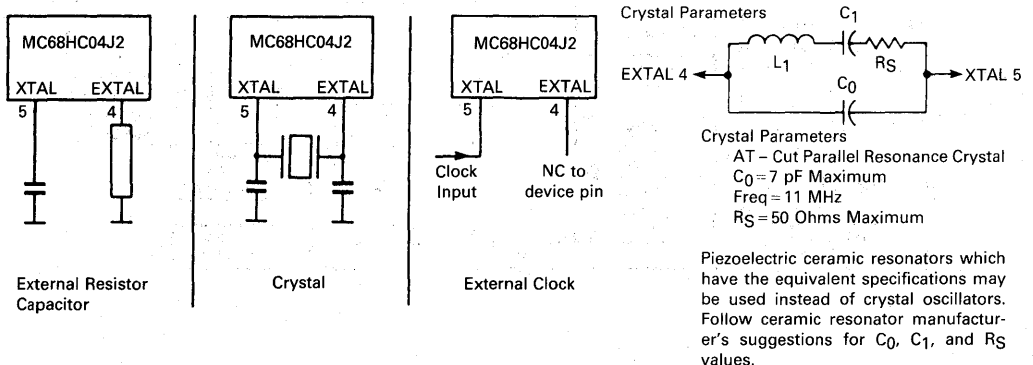 MC68HC04J2
XTAL EXTAL
5 4
External Resistor
Capacitor
MC68HC04J2
XTAL EXTAL
5 4
Crystal
MC68HC04J2
XTAL EXTAL
5 4
Clock
Input
NC to
device pin
External Clock
Crystal Parameters
C1
L1 RS
EXTAL 4 XTAL 5
C0
Crystal Parameters
AT – Cut Parallel Resonance Crystal
C0 = 7 pF Maximum
Freq = 11 MHz
RS = 50 Ohms Maximum
Piezoelectric ceramic resonators which
have the equivalent specifications may
be used instead of crystal oscillators.
Follow ceramic resonator manufactur-
er's suggestions for C0, C1, and RS
values.